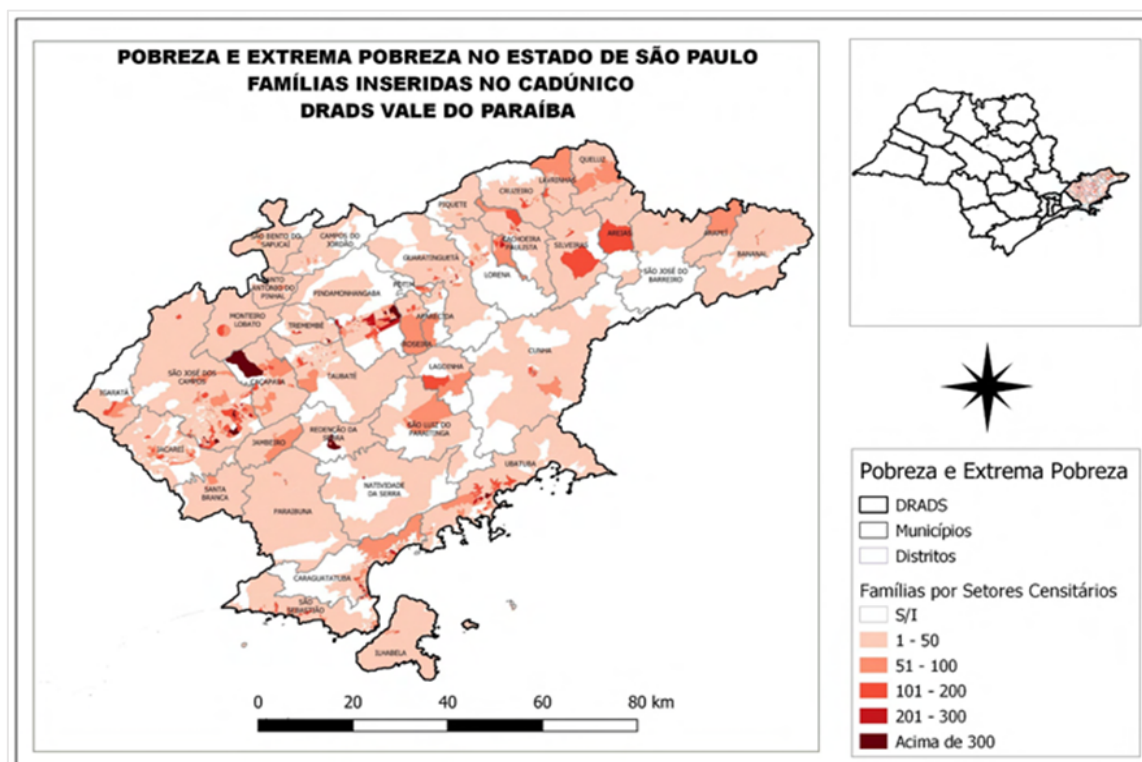 POBREZA E EXTREMA POBREZA NO ESTADO DE SÃO PAULO
FAMÍLIAS INSERIDAS NO CADÚNICO
DRADS VALE DO PARAÍBA
QUELUZ
LAVRINHAS
CRUZEIRO
PIQUETE
SÃO BENTO DO
SAPUCAÍ
CAMPOS DO
JORDÃO
CACHOEIRA
PAULISTA
SILVEIRAS
AREIAS
ARAPEÍ
BANANAL
GUARATINGUETÁ
LORENA
SÃO JOSÉ DO
BARREIRO
SANTO
ANTÔNIO DO
PINHAL
PINDAMONHANGABA
POTIM
APARECIDA
MONTEIRO
LOBATO
TREMEMBÉ
ROSEIRA
CUNHA
LAGOINHA
SÃO JOSÉ DOS
CAMPOS
CAÇAPAVA
TAUBATÉ
IGARATÁ
SÃO LUIZ DO
PARAITINGA
REDENÇÃO DA
SERRA
JAMBEIRO
JACAREÍ
UBATUBA
SANTA
BRANCA
NATIVIDADE
DA SERRA
PARAIBUNA
CARAGUATATUBA
SÃO
SEBASTIÃO
ILHABELA
0 20 40 60 80 km
Pobreza e Extrema Pobreza
DRADS
Municípios
Distritos
Famílias por Setores Censitários
S/I
1 - 50
51 - 100
101 - 200
201 - 300
Acima de 300